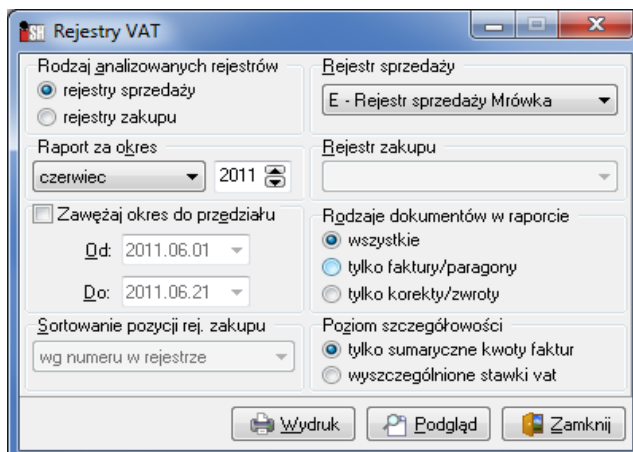 Rejestry VAT
Rodzaj analizowanych rejestrów
rejestry sprzedaży
rejestry zakupu
Rejestr sprzedaży
E - Rejestr sprzedaży Mrówka
Raport za okres
czerwiec 2011
Rejestr zakupu
Zawężaj okres do przedziału
Od: 2011.06.01
Do: 2011.06.21
Rodzaje dokumentów w raporcie
wszystkie
tylko faktury/paragony
tylko korekty/zwroty
Sortowanie pozycji rej. zakupu
wg numeru w rejestrze
Poziom szczegółowości
tylko sumaryczne kwoty faktur
wyszczególnione stawki vat
Wydruk Podgląd Zamknij